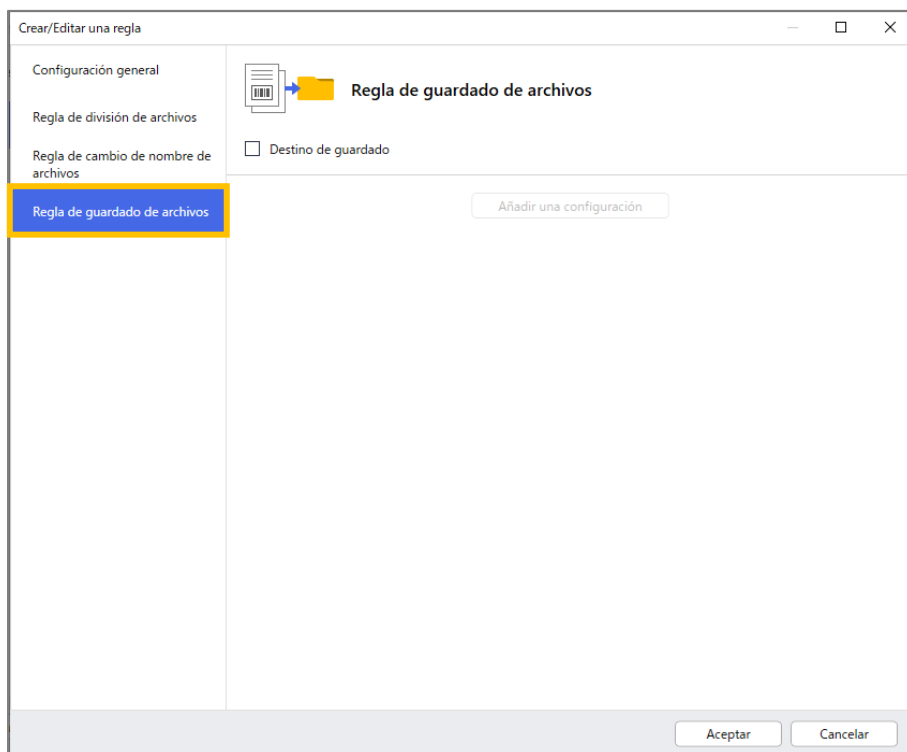 Crear/Editar una regla
Configuración general
Regla de división de archivos
Regla de cambio de nombre de
archivos
Regla de guardado de archivos
Regla de guardado de archivos
Destino de guardado
Añadir una configuración
Aceptar
Cancelar